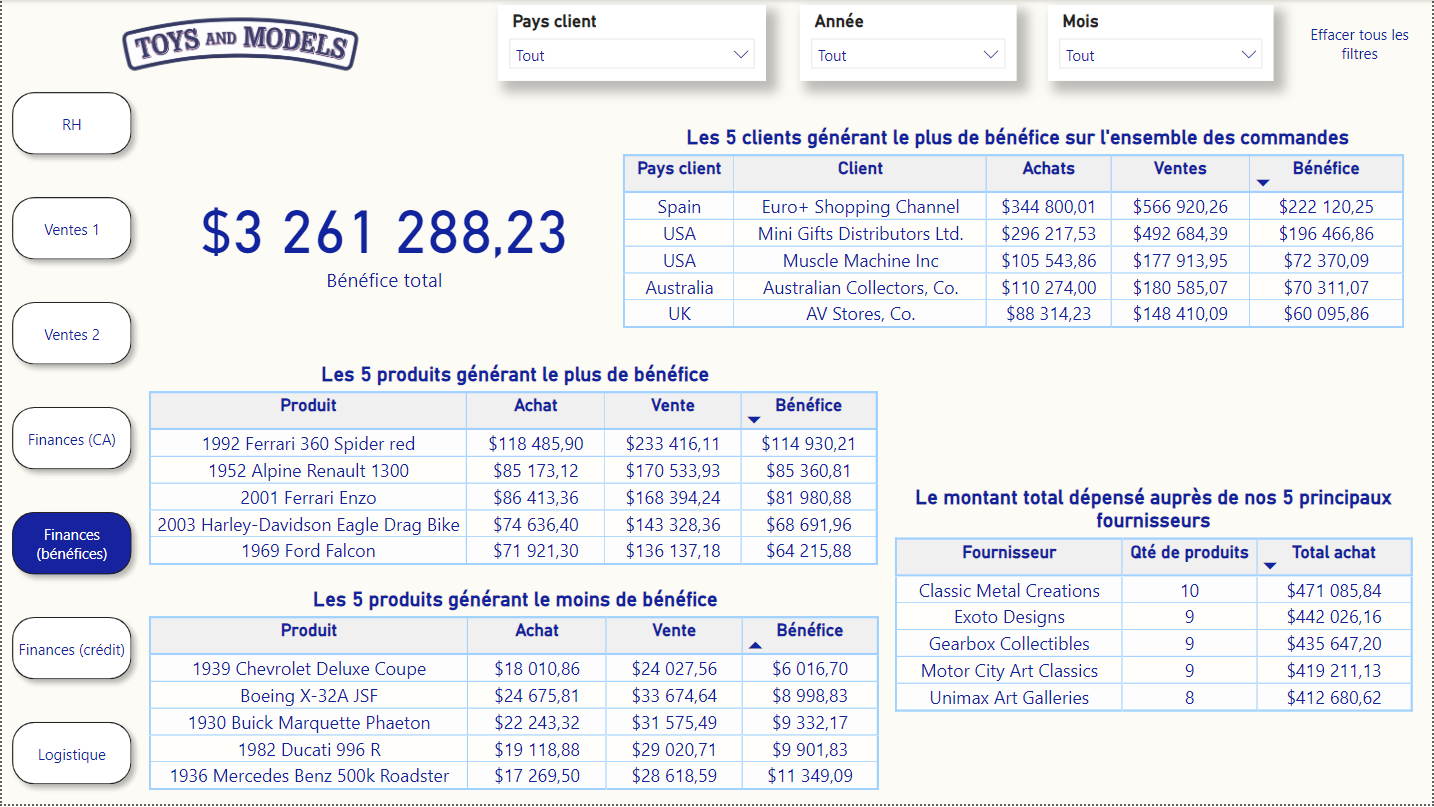 TOYS AND MODELS
Pays client
Tout
Année
Tout
Mois
Tout
Effacer tous les
filtres
RH
Ventes 1
Ventes 2
Finances (CA)
Finances
(bénéfices)
Finances (crédit)
Logistique
$3 261 288,23
Bénéfice total
Les 5 clients générant le plus de bénéfice sur l'ensemble des commandes
Pays client Client Achats Ventes Bénéfice
Spain Euro+ Shopping Channel $344 800,01 $566 920,26 $222 120,25
USA Mini Gifts Distributors Ltd. $296 217,53 $492 684,39 $196 466,86
USA Muscle Machine Inc $105 543,86 $177 913,95 $72 370,09
Australia Australian Collectors, Co. $110 274,00 $180 585,07 $70 311,07
UK AV Stores, Co. $88 314,23 $148 410,09 $60 095,86
Les 5 produits générant le plus de bénéfice
Produit Achat Vente Bénéfice
1992 Ferrari 360 Spider red $118 485,90 $233 416,11 $114 930,21
1952 Alpine Renault 1300 $85 173,12 $170 533,93 $85 360,81
2001 Ferrari Enzo $86 413,36 $168 394,24 $81 980,88
2003 Harley-Davidson Eagle Drag Bike $74 636,40 $143 328,36 $68 691,96
1969 Ford Falcon $71 921,30 $136 137,18 $64 215,88
Les 5 produits générant le moins de bénéfice
Produit Achat Vente Bénéfice
1939 Chevrolet Deluxe Coupe $18 010,86 $24 027,56 $6 016,70
Boeing X-32A JSF $24 675,81 $33 674,64 $8 998,83
1930 Buick Marquette Phaeton $22 243,32 $31 575,49 $9 332,17
1982 Ducati 996 R $19 118,88 $29 020,71 $9 901,83
1936 Mercedes Benz 500k Roadster $17 269,50 $28 618,59 $11 349,09
Le montant total dépensé auprès de nos 5 principaux
fournisseurs
Fournisseur Qté de produits Total achat
Classic Metal Creations 10 $471 085,84
Exoto Designs 9 $442 026,16
Gearbox Collectibles 9 $435 647,20
Motor City Art Classics 9 $419 211,13
Unimax Art Galleries 8 $412 680,62